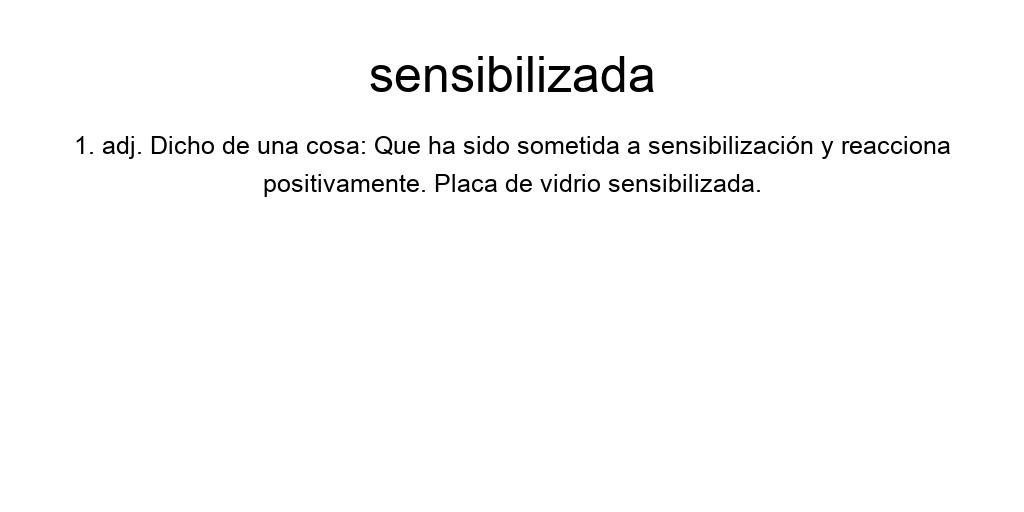 sensibilizada
1. adj. Dicho de una cosa: Que ha sido sometida a sensibilización y reacciona
positivamente. Placa de vidrio sensibilizada.